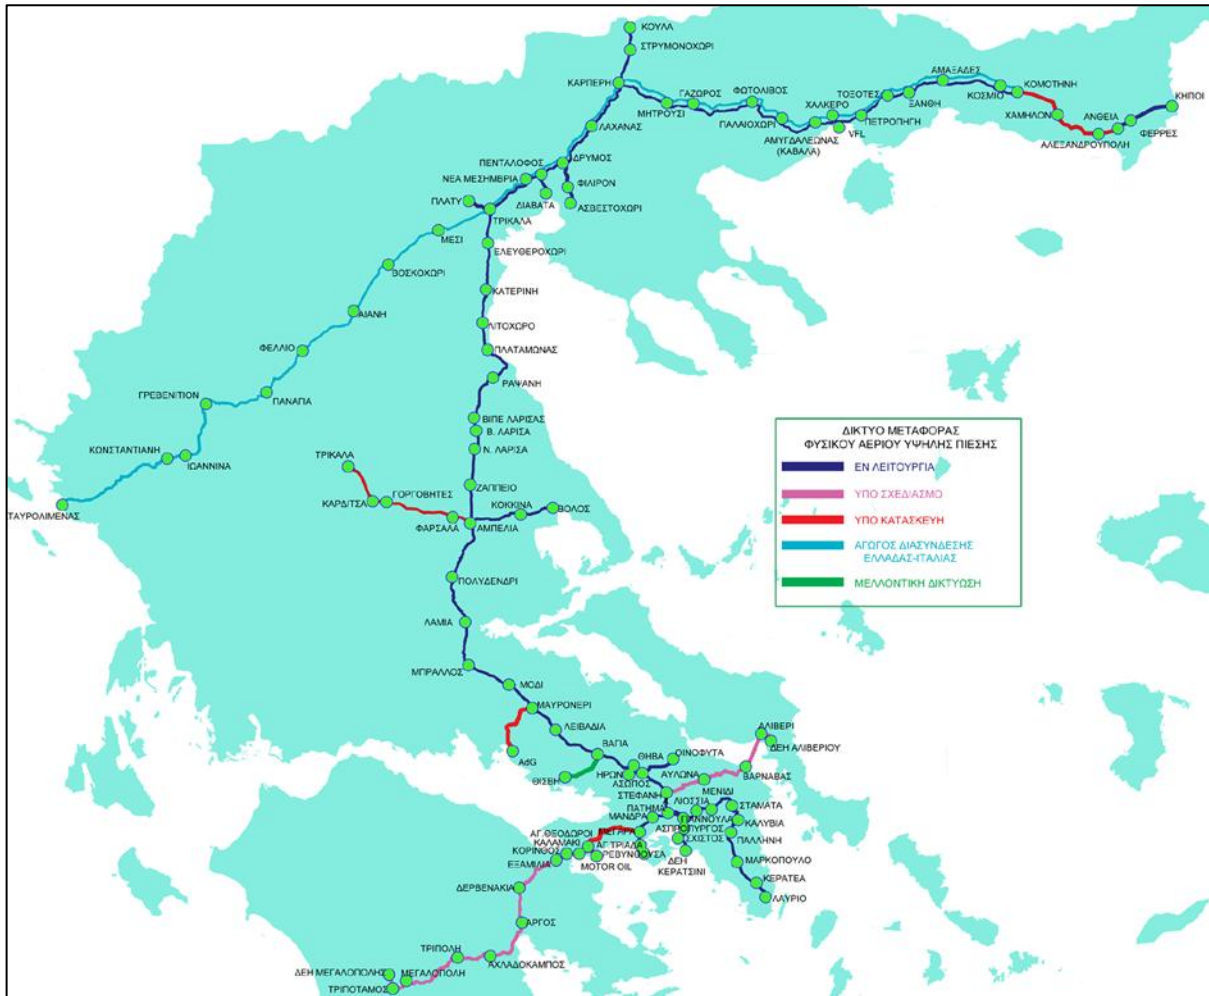 ΚΟΥΛΑ
ΣΤΡΥΜΟΝΟΧΩΡΙ
ΚΑΡΠΕΡΗ
ΑΜΑΞΑΔΕΣ
ΚΟΜΟΤΗΝΗ
ΚΟΣΜΙΟ
ΚΗΠΟΙ
ΤΟΞΟΤΕΣ
ΞΑΝΘΗ
ΓΑΖΩΡΟΣ
ΦΩΤΟΛΙΒΟΣ
ΧΑΛΚΕΡΟ
ΜΗΤΡΟΥΣΙ
ΧΑΜΗΛΟΝ
ΑΝΘΕΙΑ
ΠΕΤΡΟΠΗΓΗ
ΠΑΛΑΙΟΧΩΡΙ
ΛΑΧΑΝΑΣ
VFL
ΦΕΡΡΕΣ
ΑΜΥΓΔΑΛΕΩΝΑΣ
(ΚΑΒΑΛΑ)
ΑΛΕΞΑΝΔΡΟΥΠΟΛΗ
ΠΕΝΤΑΛΟΦΟΣ
ΔΡΥΜΟΣ
ΝΕΑ ΜΕΣΗΜΒΡΙΑ
ΦΙΛΙΡΟΝ
ΠΛΑΤΥ
ΔΙΑΒΑΤΑ
ΑΣΒΕΣΤΟΧΩΡΙ
ΤΡΙΚΑΛΑ
ΜΕΣΙ
ΕΛΕΥΘΕΡΟΧΩΡΙ
ΒΟΣΚΟΧΩΡΙ
ΚΑΤΕΡΙΝΗ
ΑΙΑΝΗ
ΛΙΤΟΧΩΡΟ
ΦΕΛΛΙΟ
ΠΛΑΤΑΜΩΝΑΣ
ΡΑΨΑΝΗ
ΓΡΕΒΕΝΙΤΙΟΝ
ΠΑΝΑΓΙΑ
ΒΙΠΕ ΛΑΡΙΣΑΣ
Β. ΛΑΡΙΣΑ
ΚΩΝΣΤΑΝΤΙΑΝΗ
ΙΩΑΝΝΙΝΑ
Ν. ΛΑΡΙΣΑ
ΤΡΙΚΑΛΑ
ΖΑΠΠΕΙΟ
ΓΟΡΓΟΒΗΤΕΣ
ΚΑΡΔΙΤΣΑ
ΤΑΥΡΟΛΙΜΕΝΑΣ
ΚΟΚΚΙΝΑ
ΒΟΛΟΣ
ΦΑΡΣΑΛΑ
ΑΜΠΕΛΙΑ
ΔΙΚΤΥΟ ΜΕΤΑΦΟΡΑΣ
ΦΥΣΙΚΟΥ ΑΕΡΙΟΥ ΥΨΗΛΗΣ ΠΙΕΣΗΣ
ΕΝ ΛΕΙΤΟΥΡΓΙΑ
ΥΠΟ ΣΧΕΔΙΑΣΜΟ
ΥΠΟ ΚΑΤΑΣΚΕΥΗ
ΑΓΩΓΟΣ ΔΙΑΣΥΝΔΕΣΗΣ
ΕΛΛΑΔΑΣ-ΙΤΑΛΙΑΣ
ΜΕΛΛΟΝΤΙΚΗ ΔΙΚΤΥΩΣΗ
ΠΟΛΥΔΕΝΔΡΙ
ΛΑΜΙΑ
ΜΠΡΑΛΛΟΣ
ΜΟΔΙ
ΜΑΥΡΟΝΕΡΙ
ΛΕΙΒΑΔΙΑ
ΑΛΙΒΕΡΙ
ΔΕΗ ΑΛΙΒΕΡΙΟΥ
AdG
ΒΑΓΙΑ
ΘΗΒΑ
ΟΙΝΟΦΥΤΑ
ΘΙΣΒΗ
ΗΡΩΝ
ΑΣΩΠΟΣ
ΑΥΛΩΝΑ
ΒΑΡΝΑΒΑΣ
ΣΤΕΦΑΝΗ
ΜΕΝΙΔΙ
ΠΑΤΗΜΑ
ΛΙΟΣΣΙΑ
ΣΤΑΜΑΤΑ
ΜΑΝΔΡΑ
ΓΙΑΝΝΟΥΛΑ
ΚΑΛΥΒΙΑ
ΑΓ.ΘΕΟΔΩΡΟΙ
ΜΕΓΑΡΑ
ΑΣΠΡΟΠΥΡΓΟΣ
ΣΧΙΣΤΟΣ
ΠΑΛΛΗΝΗ
ΚΑΛΑΜΑΚΙ
ΑΓ ΤΡΙΑΔΑ
ΚΟΡΙΝΘΟΣ
ΡΕΒΥΝΘΟΥΣΑ
ΕΞΑΜΙΛΙΑ
MOTOR OIL
ΔΕΗ
ΚΕΡΑΤΣΙΝΙ
ΜΑΡΚΟΠΟΥΛΟ
ΚΕΡΑΤΕΑ
ΔΕΡΒΕΝΑΚΙΑ
ΛΑΥΡΙΟ
ΑΡΓΟΣ
ΤΡΙΠΟΛΗ
ΑΧΛΑΔΟΚΑΜΠΟΣ
ΔΕΗ ΜΕΓΑΛΟΠΟΛΗΣ
ΜΕΓΑΛΟΠΟΛΗ
ΤΡΙΠΟΤΑΜΟΣ